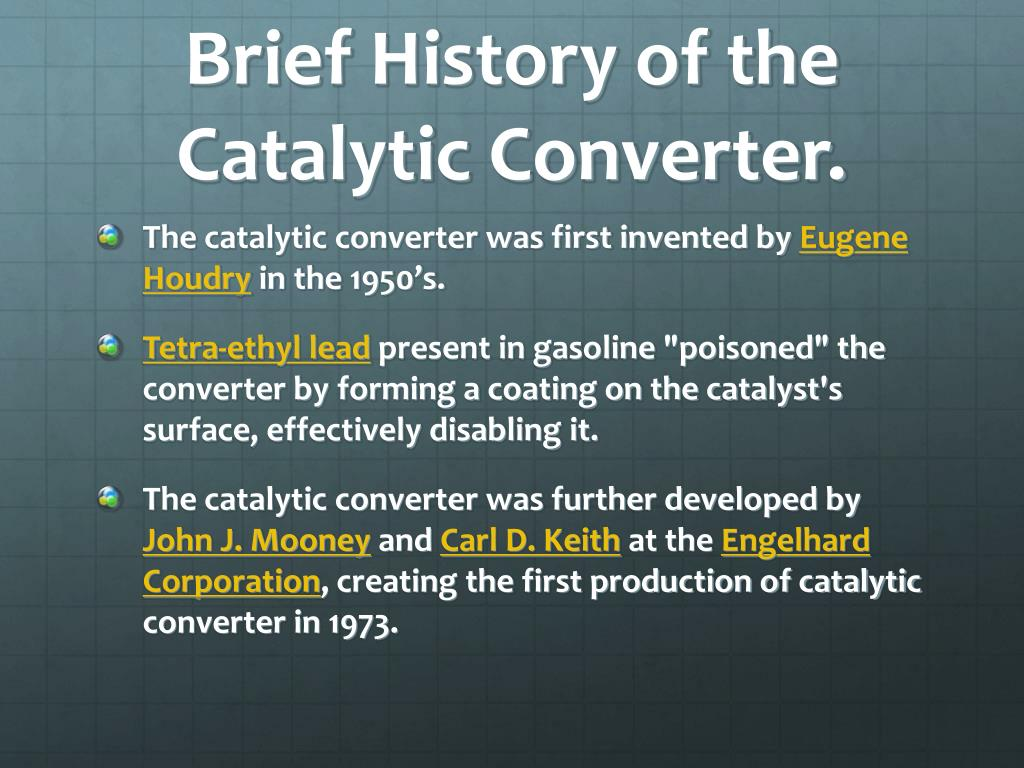 Brief History of the
Catalytic Converter.
The catalytic converter was first invented by Eugene
Houdry in the 1950’s.
Tetra-ethyl lead present in gasoline "poisoned" the
converter by forming a coating on the catalyst's
surface, effectively disabling it.
The catalytic converter was further developed by
John J. Mooney and Carl D. Keith at the Engelhard
Corporation, creating the first production of catalytic
converter in 1973.